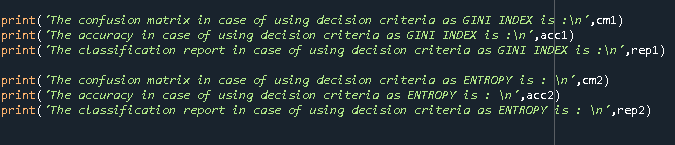 print('The confusion matrix in case of using decision criteria as GINI INDEX is :\n',cm1)
print('The accuracy in case of using decision criteria as GINI INDEX is :\n',acc1)
print('The classification report in case of using decision criteria as GINI INDEX is :\n',rep1)
print('The confusion matrix in case of using decision criteria as ENTROPY is : \n',cm2)
print('The accuracy in case of using decision criteria as ENTROPY is : \n',acc2)
print('The classification report in case of using decision criteria as ENTROPY is : \n',rep2)